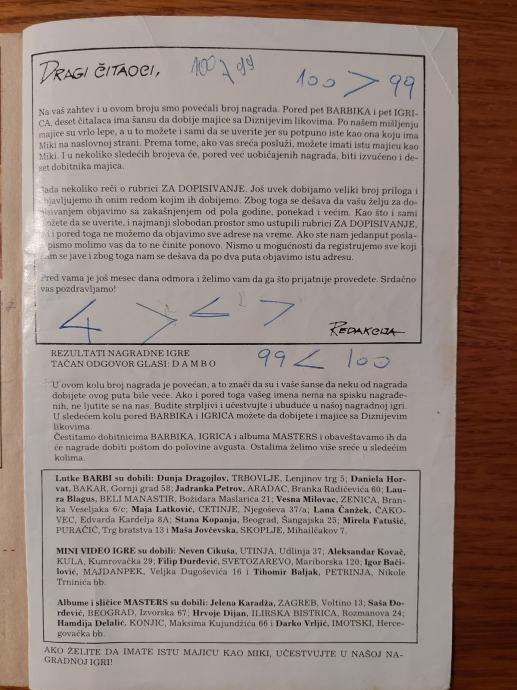 DRAGI ČITAOCI,
100 > 99
100 > 99
Na vaš zahtev i u ovom broju smo povećali broj nagrada. Pored pet BARBIKA i pet IGRI-
CA, deset čitalaca ima šansu da dobije majice sa Diznijevim likovima. Po našem mišljenju
majice su vrlo lepe, a u to možete i sami da se uverite jer su potpuno iste kao ona koju ima
Miki na naslovnoj strani. Prema tome, ako vas sreća posluži, možete imati istu majicu kao
Miki. I u nekoliko sledećih brojeva će, pored već uobičajenih nagrada, biti izvučeno i de-
set dobitnika majica.
Sada nekoliko reči o rubrici ZA DOPISIVANJE. Još uvek dobijamo veliki broj priloga i
objavljujemo ih onim redom kojim ih dobijemo. Zbog toga se dešava da vašu želju za do-
pisivanjem objavimo sa zakašnjenjem od pola godine, ponekad i većim. Kao što i sami
možete da se uverite, i najmanji slobodan prostor smo ustupili rubrici ZA DOPISIVANJE,
i pored toga ne možemo da objavimo sve adrese na vreme. Ako ste nam jedanput posla-
pismo molimo vas da to ne činite ponovo. Nismo u mogućnosti da registrujemo sve koji
nam se jave i zbog toga nam se dešava da po dva puta objavimo istu adresu.
Pred vama je još mesec dana odmora i želimo vam da ga što prijatnije provedete. Srdačno
vas pozdravljamo!
< > < >
REDAKCIJA
REZULTATI NAGRADNE IGRE
TAČAN ODGOVOR GLASI: D A M B O
99 < 100
U ovom kolu broj nagrada je povećan, a to znači da su i vaše šanse da neku od nagrada
dobijete ovog puta bile veće. Ako i pored toga vašeg imena nema na spisku nagrađe-
nih, ne ljutite se na nas. Budite strpljivi i učestvujte i ubuduće u našoj nagradnoj igri.
U sledećem kolu pored BARBIKA i IGRICA možete da dobijete i majice sa Diznijevim
likovima.
Čestitamo dobitnicima BARBIKA, IGRICA i albuma MASTERS i obaveštavamo ih da
će nagrade dobiti poštom do polovine avgusta. Ostalima želimo više sreće u sledećim
kolima.
Lutke BARBI su dobili: Dunja Dragojlov, TRBOVLJE, Lenjinov trg 5; Daniela Hor-
vat, BAKAR, Gornji grad 58; Jadranka Petrov, ARADAC, Branka Radičevića 60; Lau-
ra Blagus, BELI MANASTIR, Božidara Maslarića 21; Vesna Milovac, ZENICA, Bran-
ka Veseljaka 6/c; Maja Latković, CETINJE, Njegoševa 37/a; Lana Čanžek, ČAKO-
VEC, Edvarda Kardelja 8A; Stana Kopanja, Beograd, Šangajska 25; Mirela Fatušić,
PURAČIĆ, Trg bratstva 13 i Maša Jovčevska, SKOPLJE, Mihailčakov 7.
MINI VIDEO IGRE su dobili: Neven Cikuša, UTINJA, Udlinja 37; Aleksandar Kovač,
KULA, Kumrovačka 29; Filip Đurđević, SVETOZAREVO, Mariborska 120; Igor Bači-
lović, MAJDANPEK, Veljka Dugoševića 16 i Tihomir Baljak, PETRINJA, Nikole
Trninića bb.
Albume i sličice MASTERS su dobili: Jelena Karadža, ZAGREB, Voltino 13; Saša Đo-
rđević, BEOGRAD, Izvorska 67; Hrvoje Dijan, ILIRSKA BISTRICA, Rozmanova 24;
Hamdija Delalić, KONJIC, Maksima Kujundžića 66 i Darko Vrljić, IMOTSKI, Herce-
govačka bb.
AKO ŽELITE DA IMATE ISTU MAJICU KAO MIKI, UČESTVUJTE U NAŠOJ NA-
GRADNOJ IGRI!